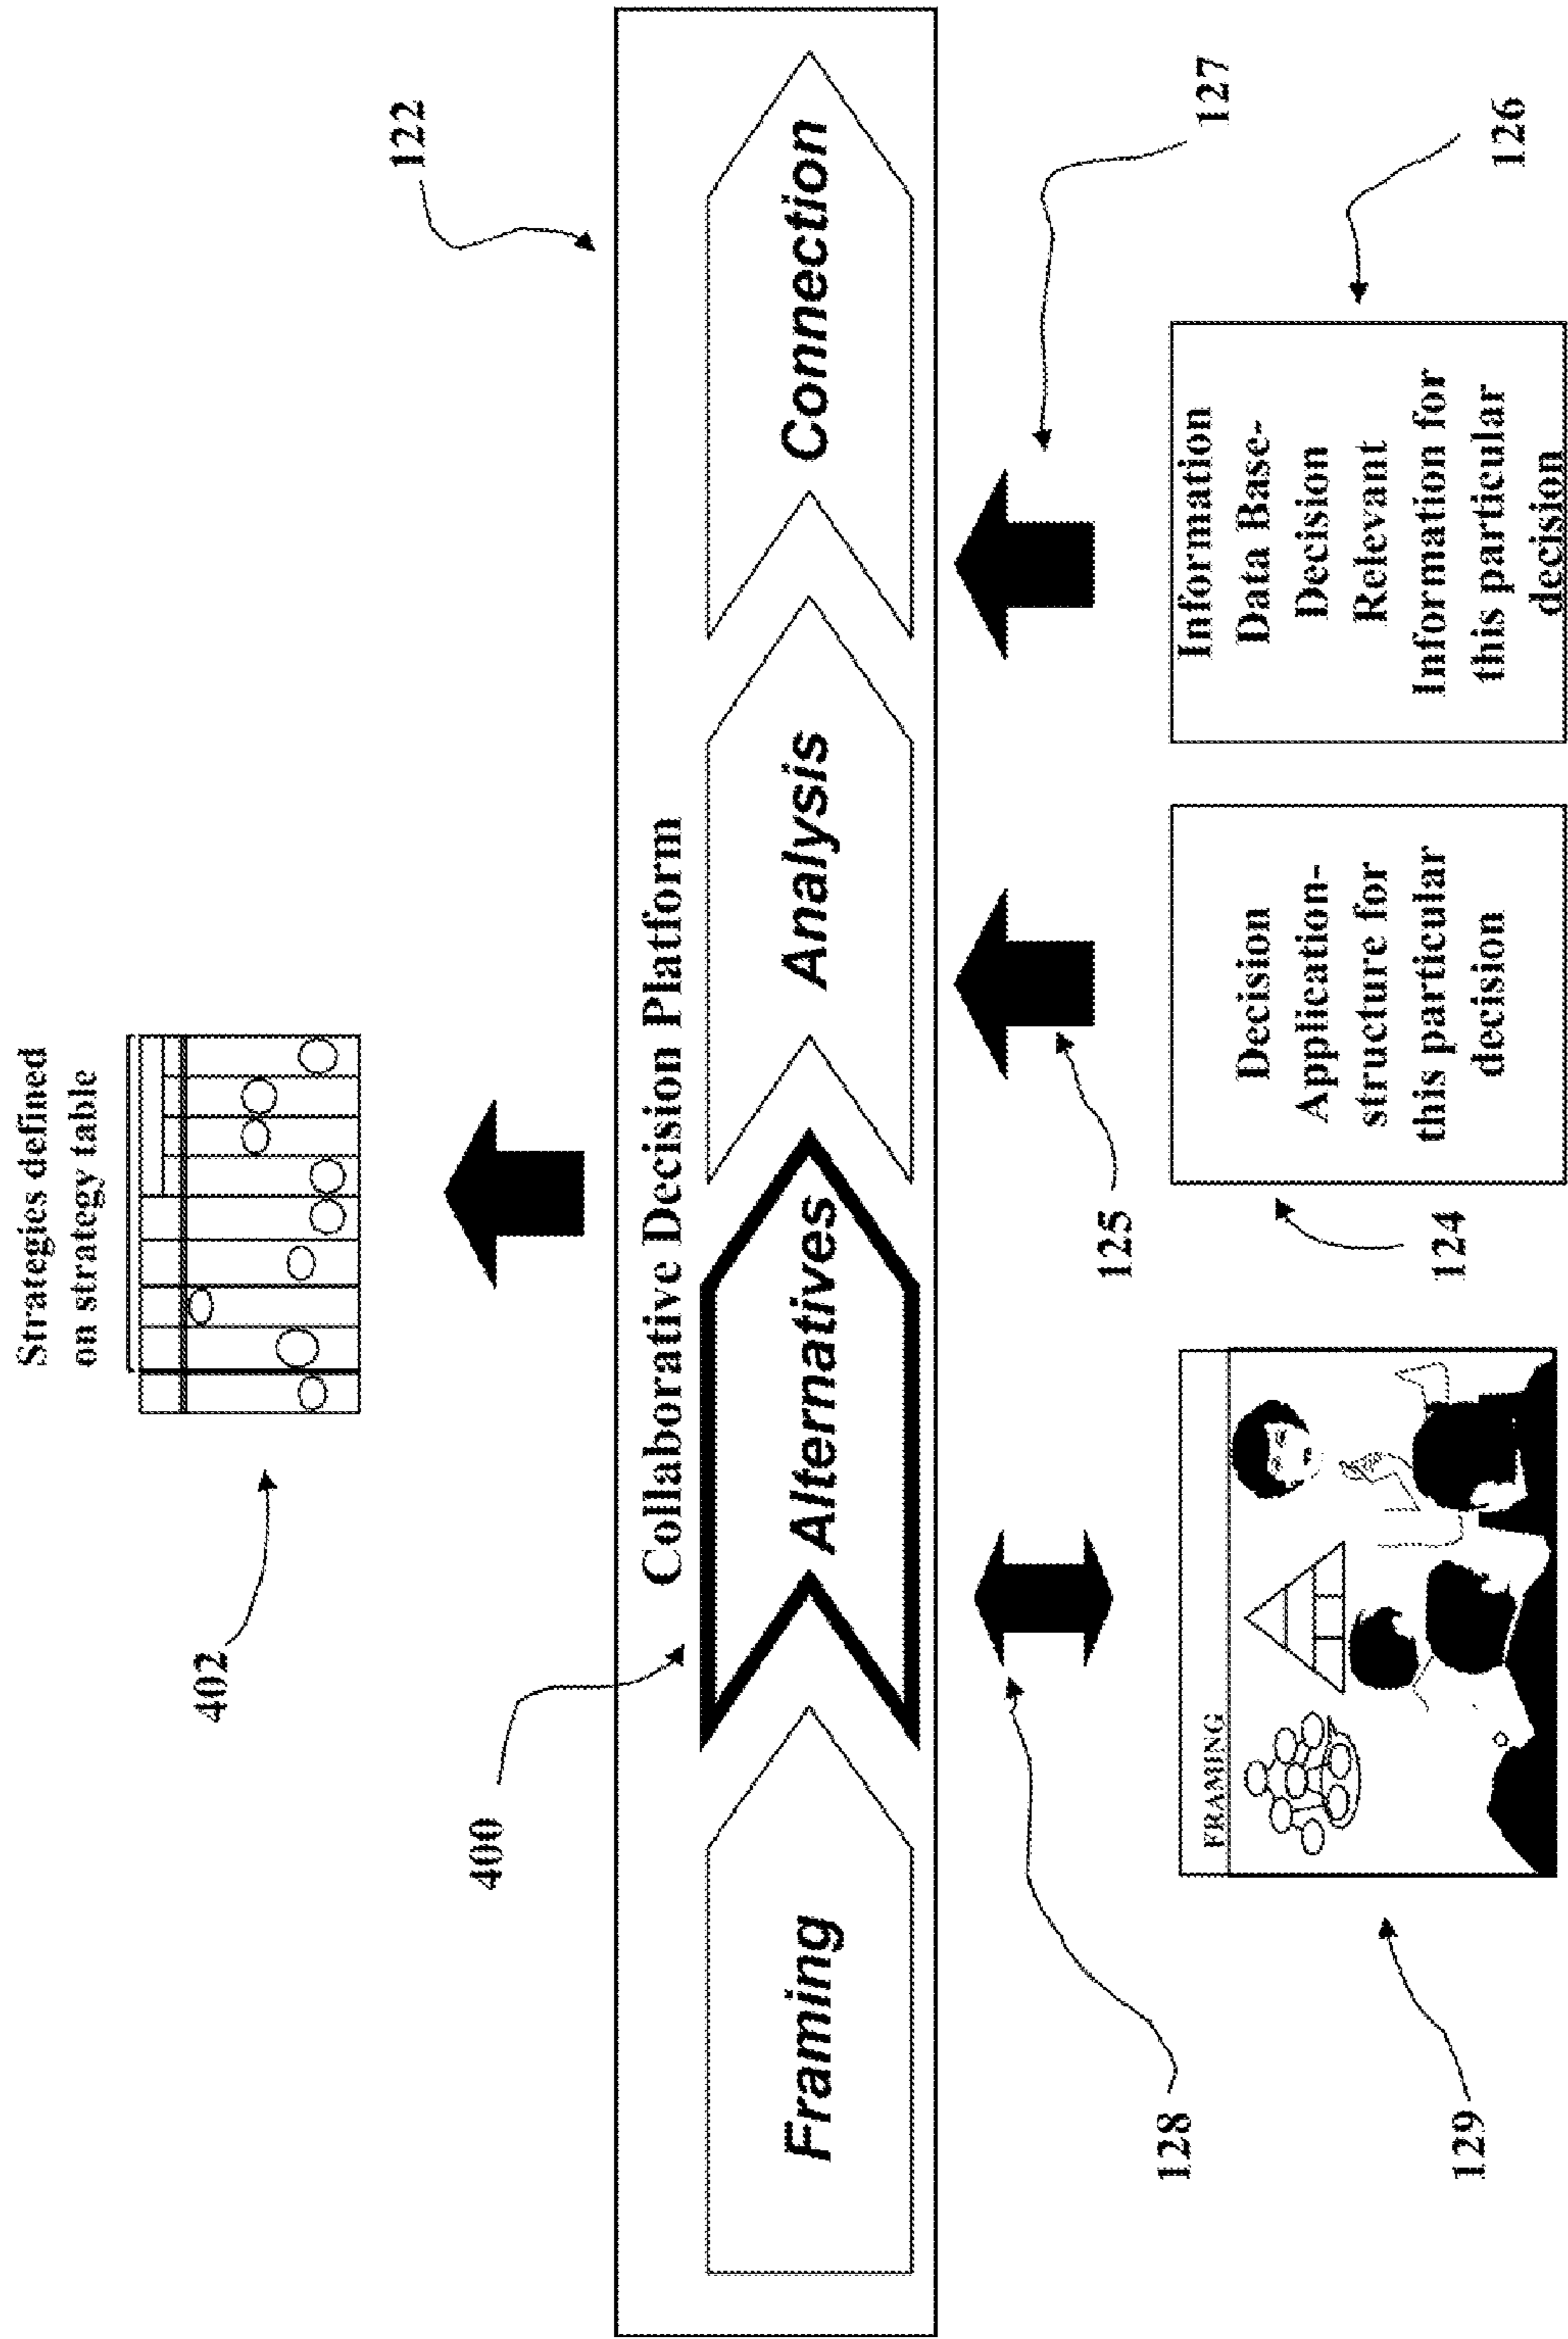 Strategies defined
on strategy table
402
122
400
Collaborative Decision Platform
Framing
Alternatives
Analysis
Connection
128
125
127
129
FRAMING
124
Decision
Application-
structure for
this particular
decision
126
Information
Data Base-
Decision
Relevant
Information for
this particular
decision